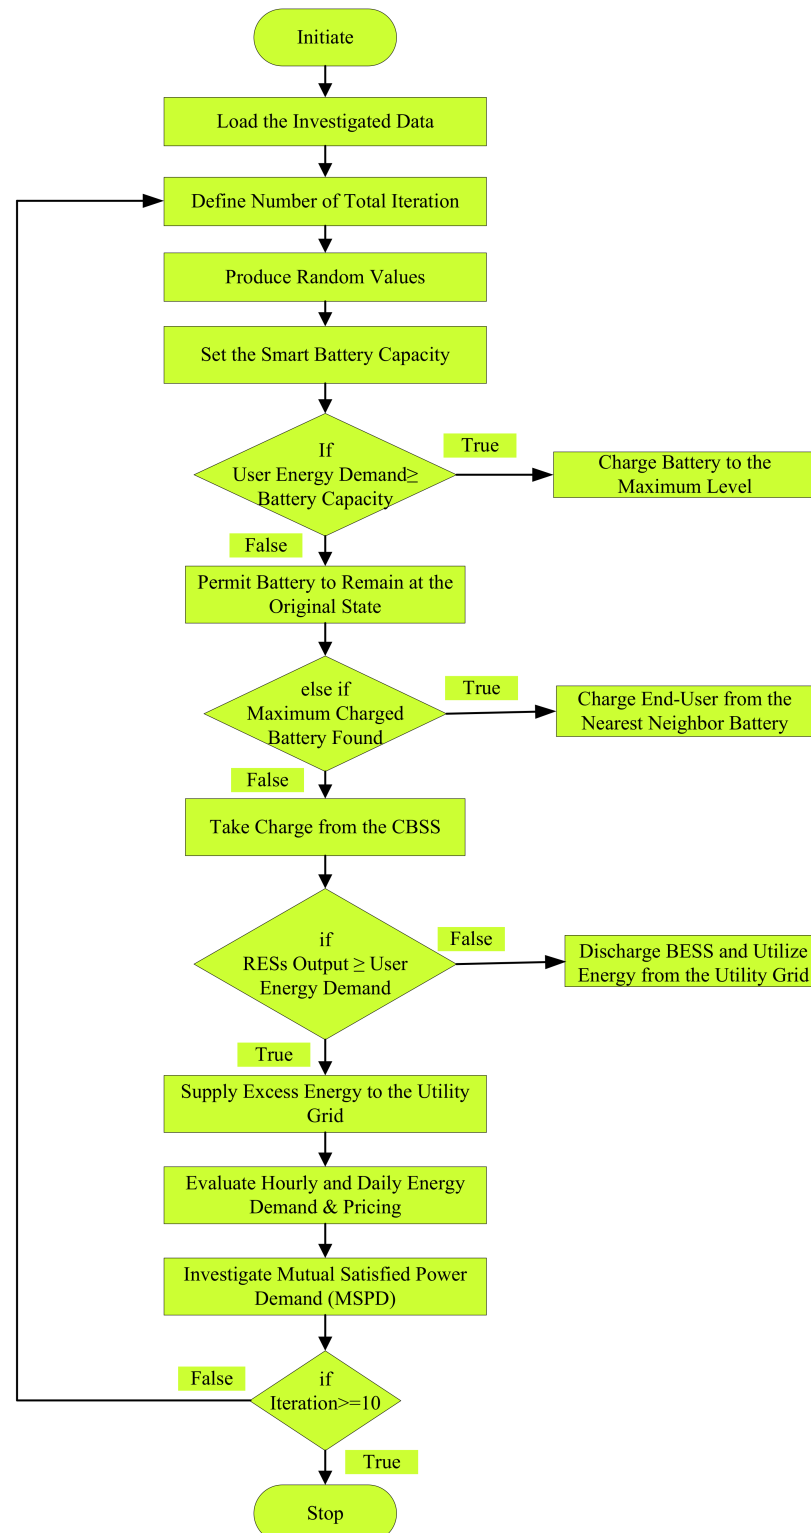 Initiate
Load the Investigated Data
Define Number of Total Iteration
Produce Random Values
Set the Smart Battery Capacity
If
User Energy Demand≥
Battery Capacity
True
Charge Battery to the
Maximum Level
False
Permit Battery to Remain at the
Original State
else if
Maximum Charged
Battery Found
True
Charge End-User from the
Nearest Neighbor Battery
False
Take Charge from the CBSS
if
RESs Output ≥ User
Energy Demand
False
Discharge BESS and Utilize
Energy from the Utility Grid
True
Supply Excess Energy to the Utility
Grid
Evaluate Hourly and Daily Energy
Demand & Pricing
Investigate Mutual Satisfied Power
Demand (MSPD)
if
Iteration>=10
False
True
Stop